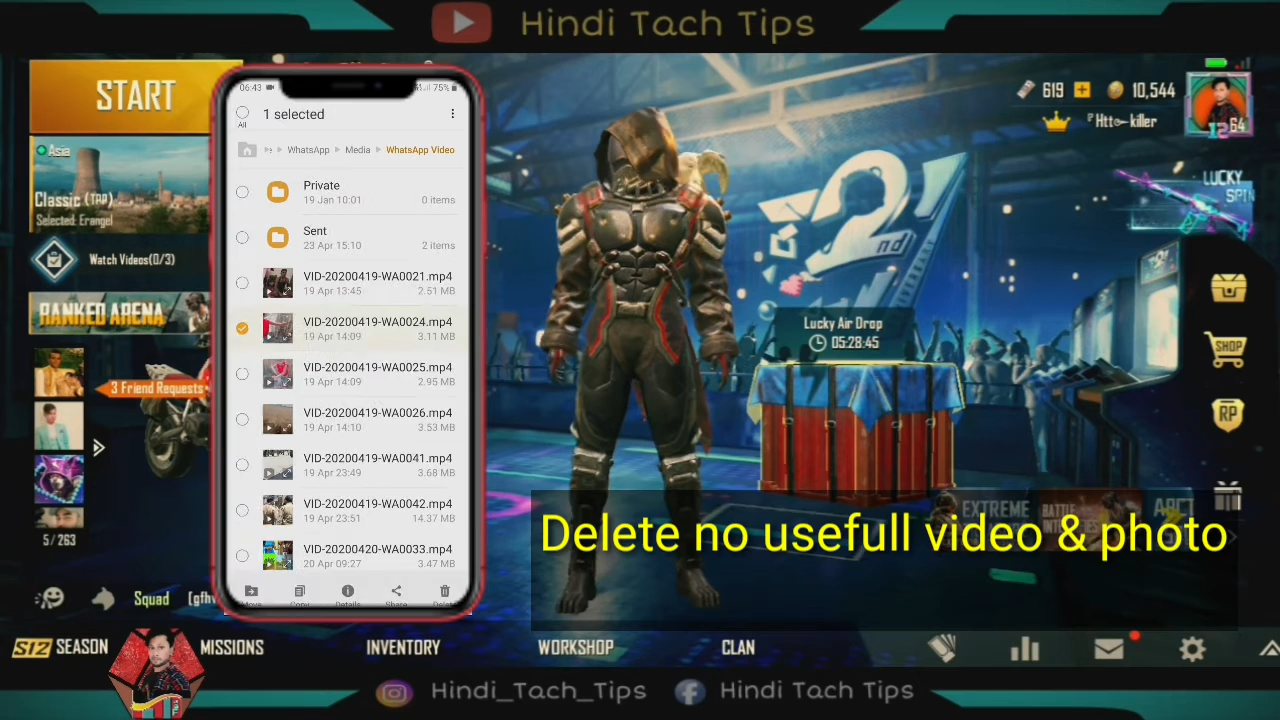 Hindi Tach Tips
START
Asia
Classic (TPP)
Selected: Erangel
Watch Videos(0/3)
RANKED ARENA
3 Friend Requests
5 / 263
Squad
S12 SEASON
MISSIONS
INVENTORY
WORKSHOP
CLAN
06:43
75%
All
1 selected
WhatsApp
Media
WhatsApp Video
Private
19 Jan 10:01
0 items
Sent
23 Apr 15:10
2 items
VID-20200419-WA0021.mp4
19 Apr 13:45
2.51 MB
VID-20200419-WA0024.mp4
19 Apr 14:09
3.11 MB
VID-20200419-WA0025.mp4
19 Apr 14:09
2.95 MB
VID-20200419-WA0026.mp4
19 Apr 14:10
3.53 MB
VID-20200419-WA0041.mp4
19 Apr 23:49
3.68 MB
VID-20200419-WA0042.mp4
19 Apr 23:51
14.37 MB
VID-20200420-WA0033.mp4
20 Apr 09:27
3.47 MB
Move
Copy
Details
Share
Delete
2nd
Lucky Air Drop
05:28:45
619
10,544
64
LUCKY
SPIN
SHOP
RP
EXTREME
BATTLE
Delete no usefull video & photo
Hindi_Tach_Tips
Hindi Tach Tips